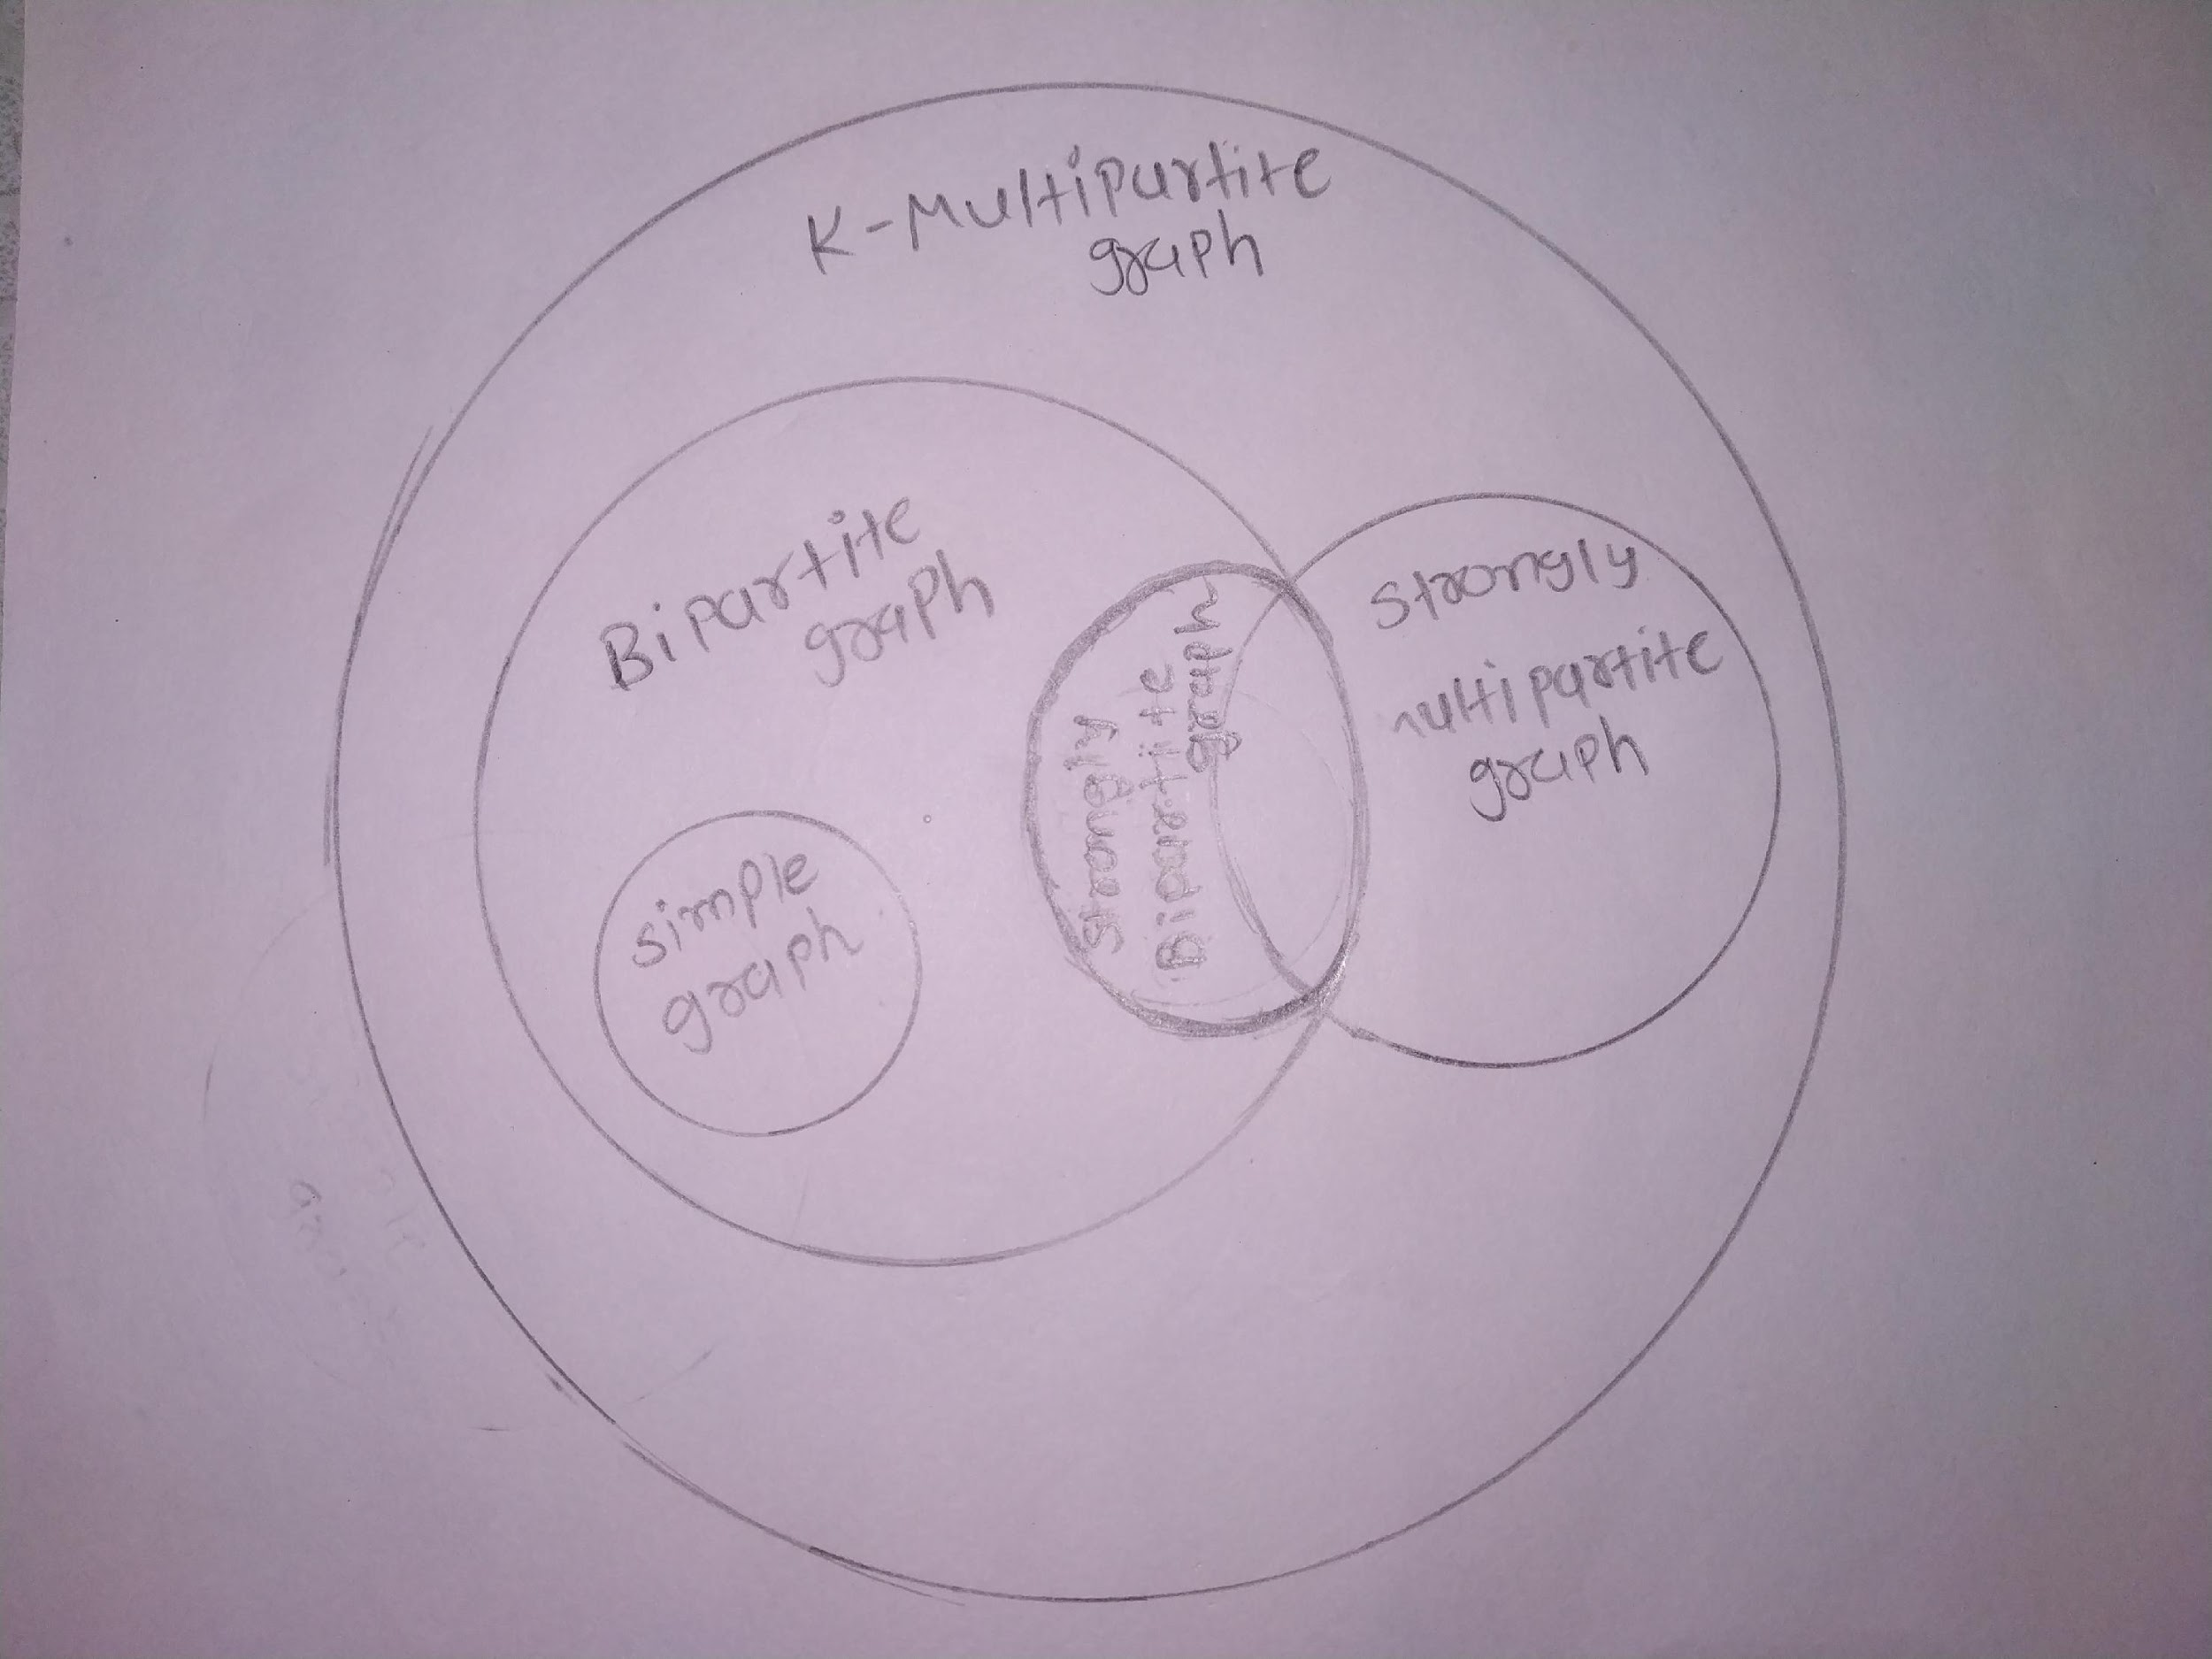 K-Multipartite
graph
Bipartite
graph
Strongly
Bipartite
graph
Strongly
multipartite
graph
simple
graph